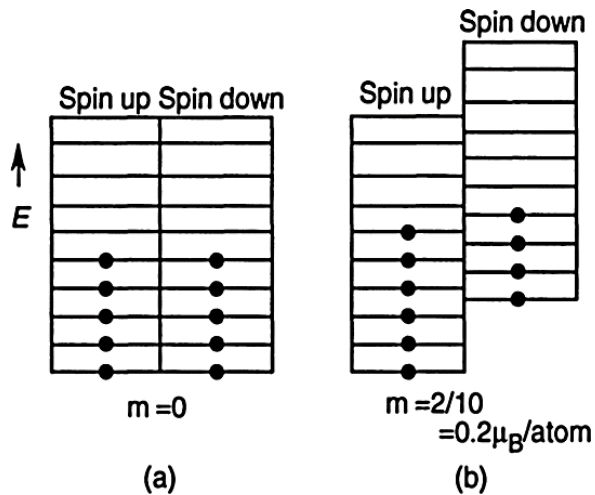 Spin up Spin down
E
m =0
(a)
Spin down
Spin up
m =2/10
=0.2μB/atom
(b)